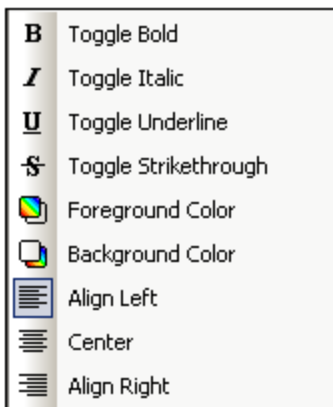 B Toggle Bold
I Toggle Italic
U Toggle Underline
S Toggle Strikethrough
Foreground Color
Background Color
Align Left
Center
Align Right